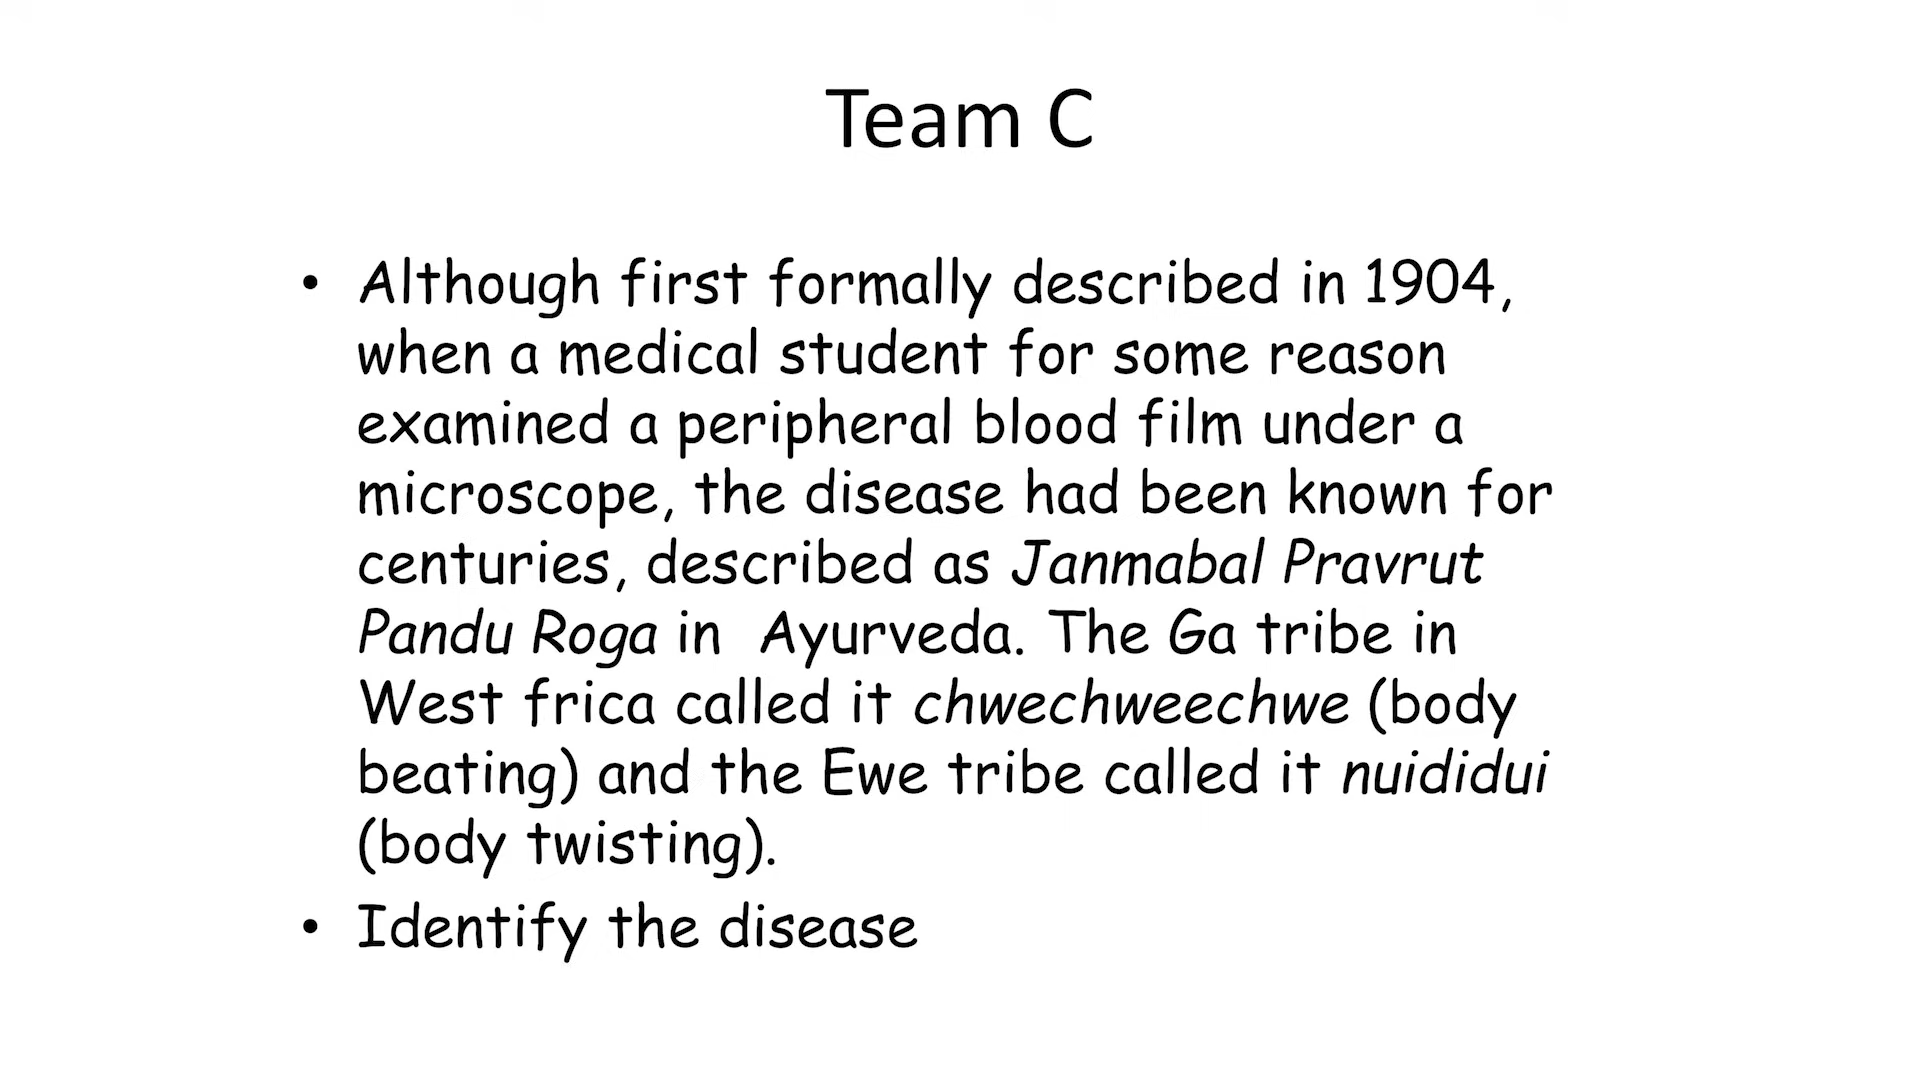 Team C
• Although first formally described in 1904,
when a medical student for some reason
examined a peripheral blood film under a
microscope, the disease had been known for
centuries, described as Janmabal Pravrut
Pandu Roga in  Ayurveda. The Ga tribe in
West frica called it chwechweechwe (body
beating) and the Ewe tribe called it nuididui
(body twisting).
• Identify the disease